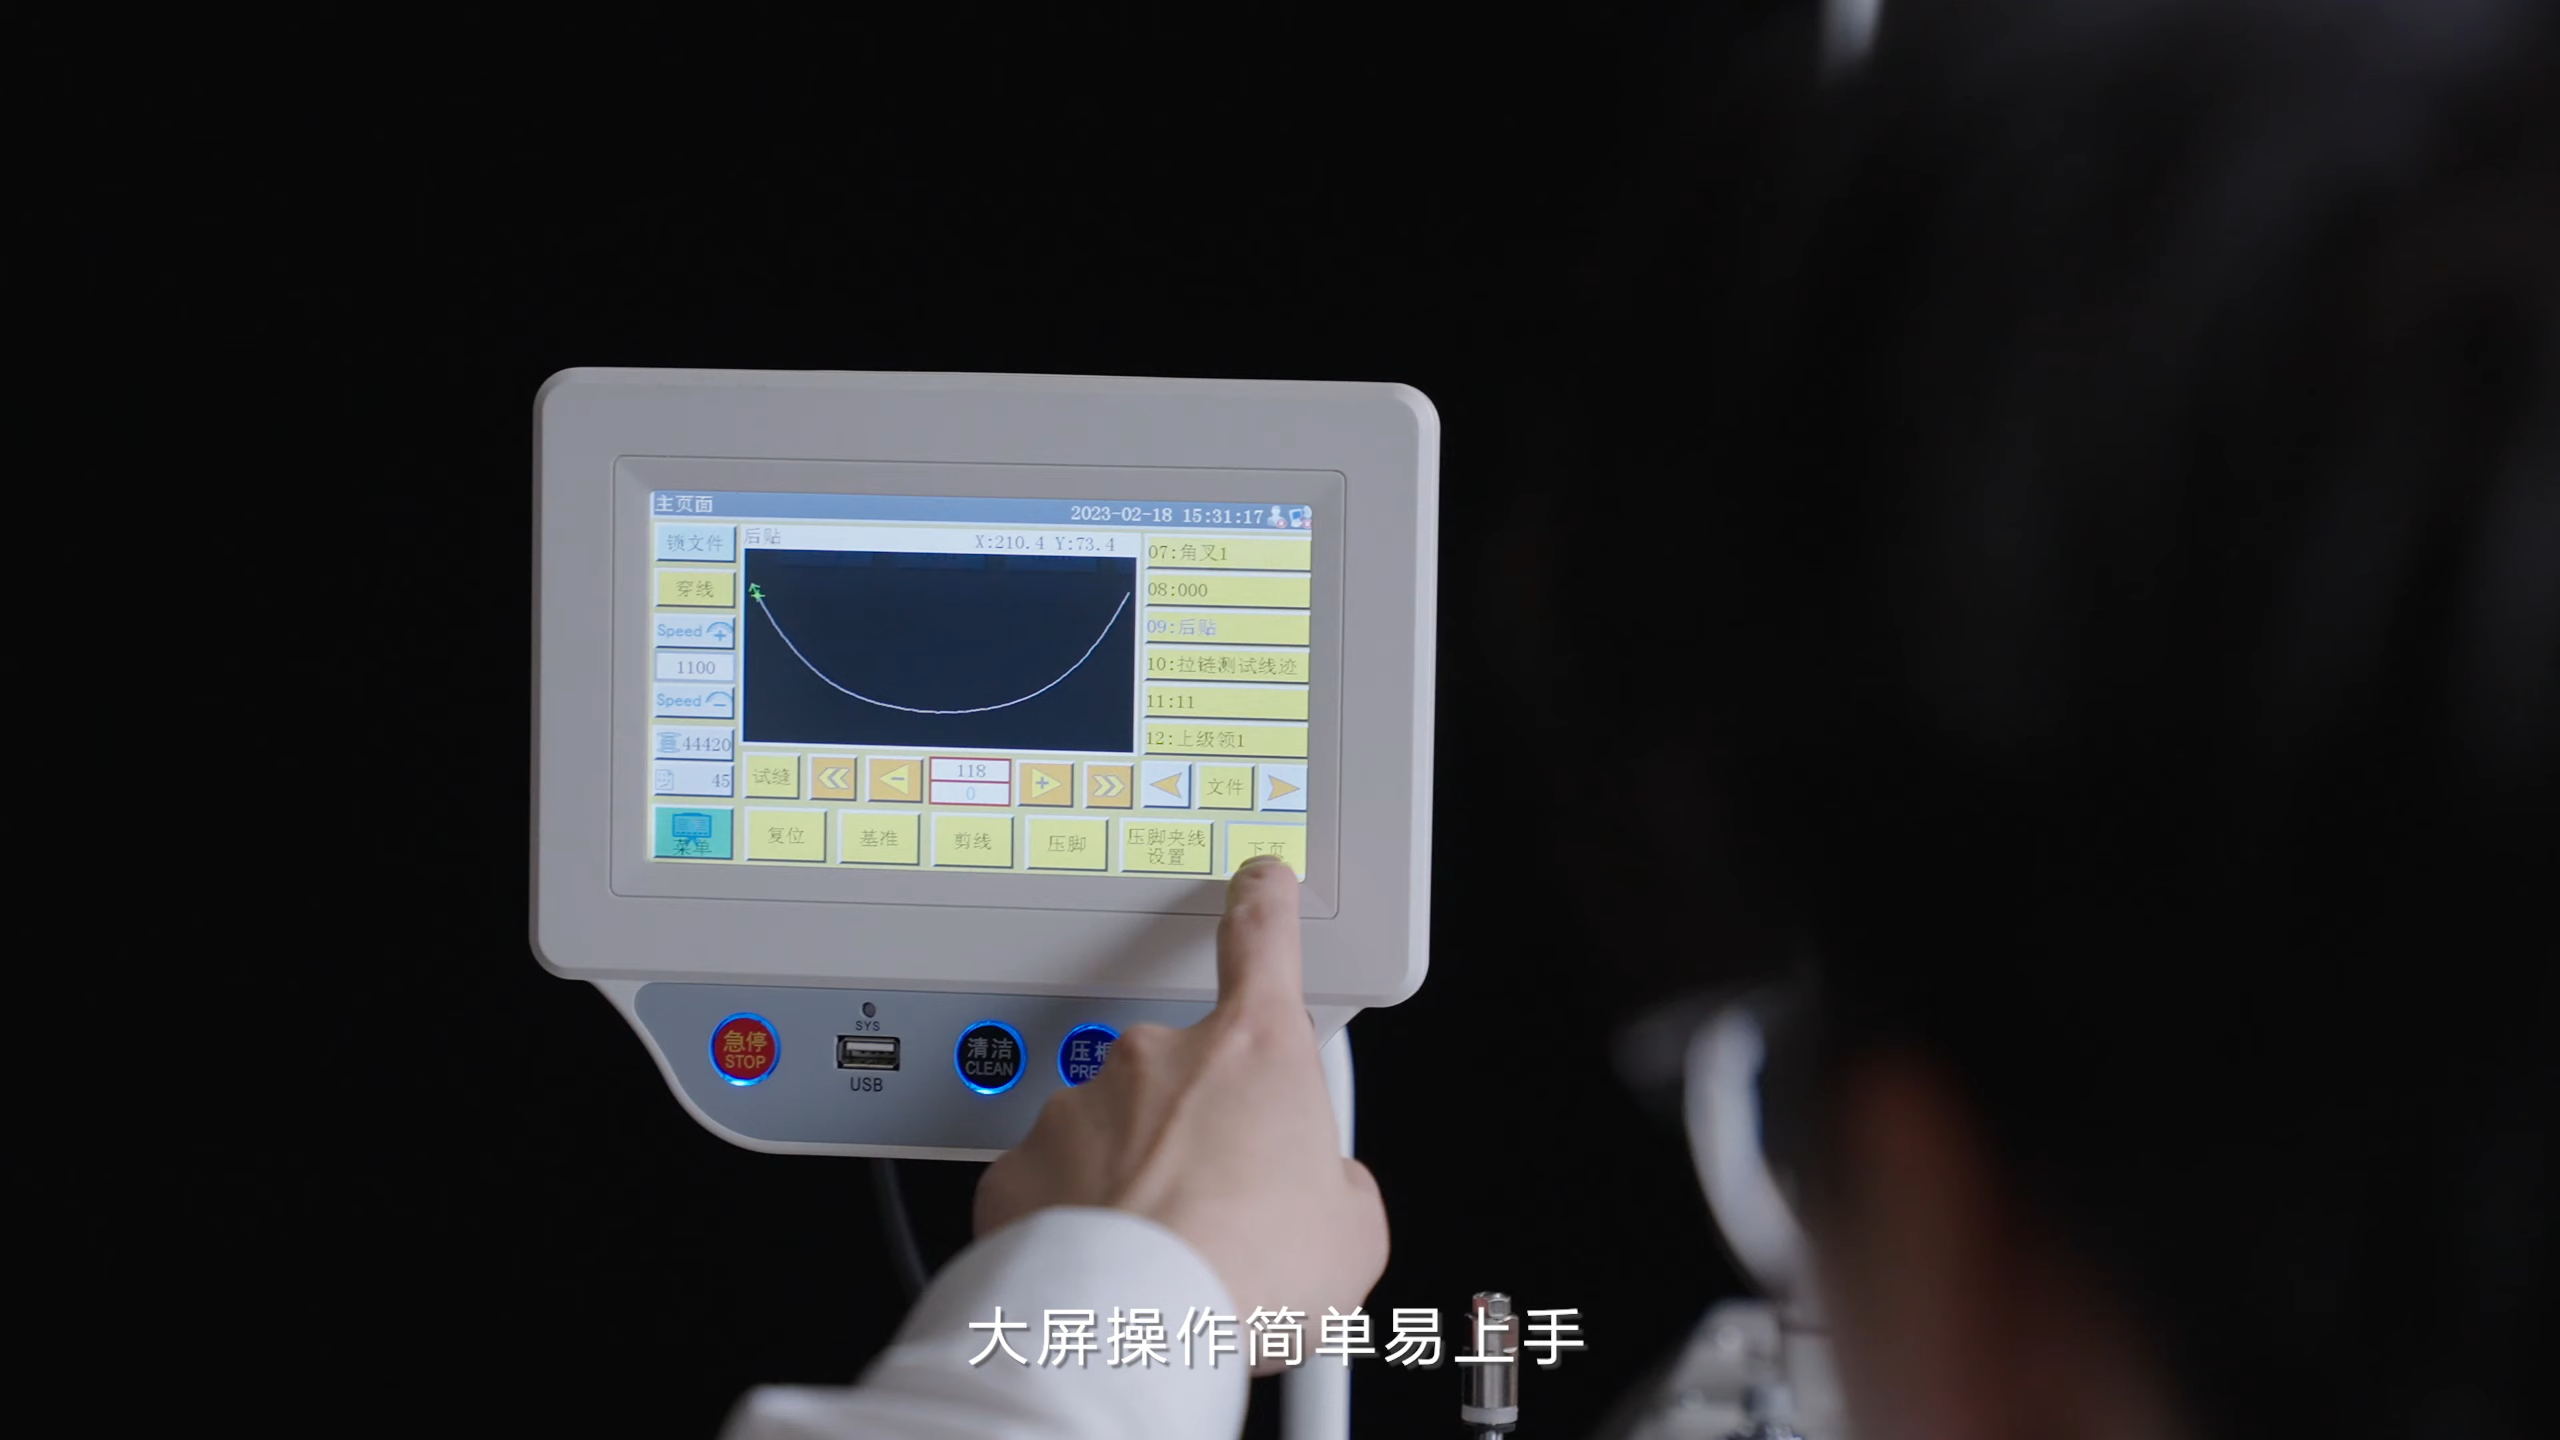 主页面
2023-02-18 15:31:17
锁文件
后贴
X:210.4 Y:73.4
07:角叉1
穿线
08:000
Speed
09:后贴
1100
10:拉链测试线迹
Speed
11:11
44420
12:上级领1
45
试缝
118
0
文件
菜单
复位
基准
剪线
压脚
压脚夹线
设置
下页
急停
STOP
SYS
USB
清洁
CLEAN
压框
大屏操作简单易上手